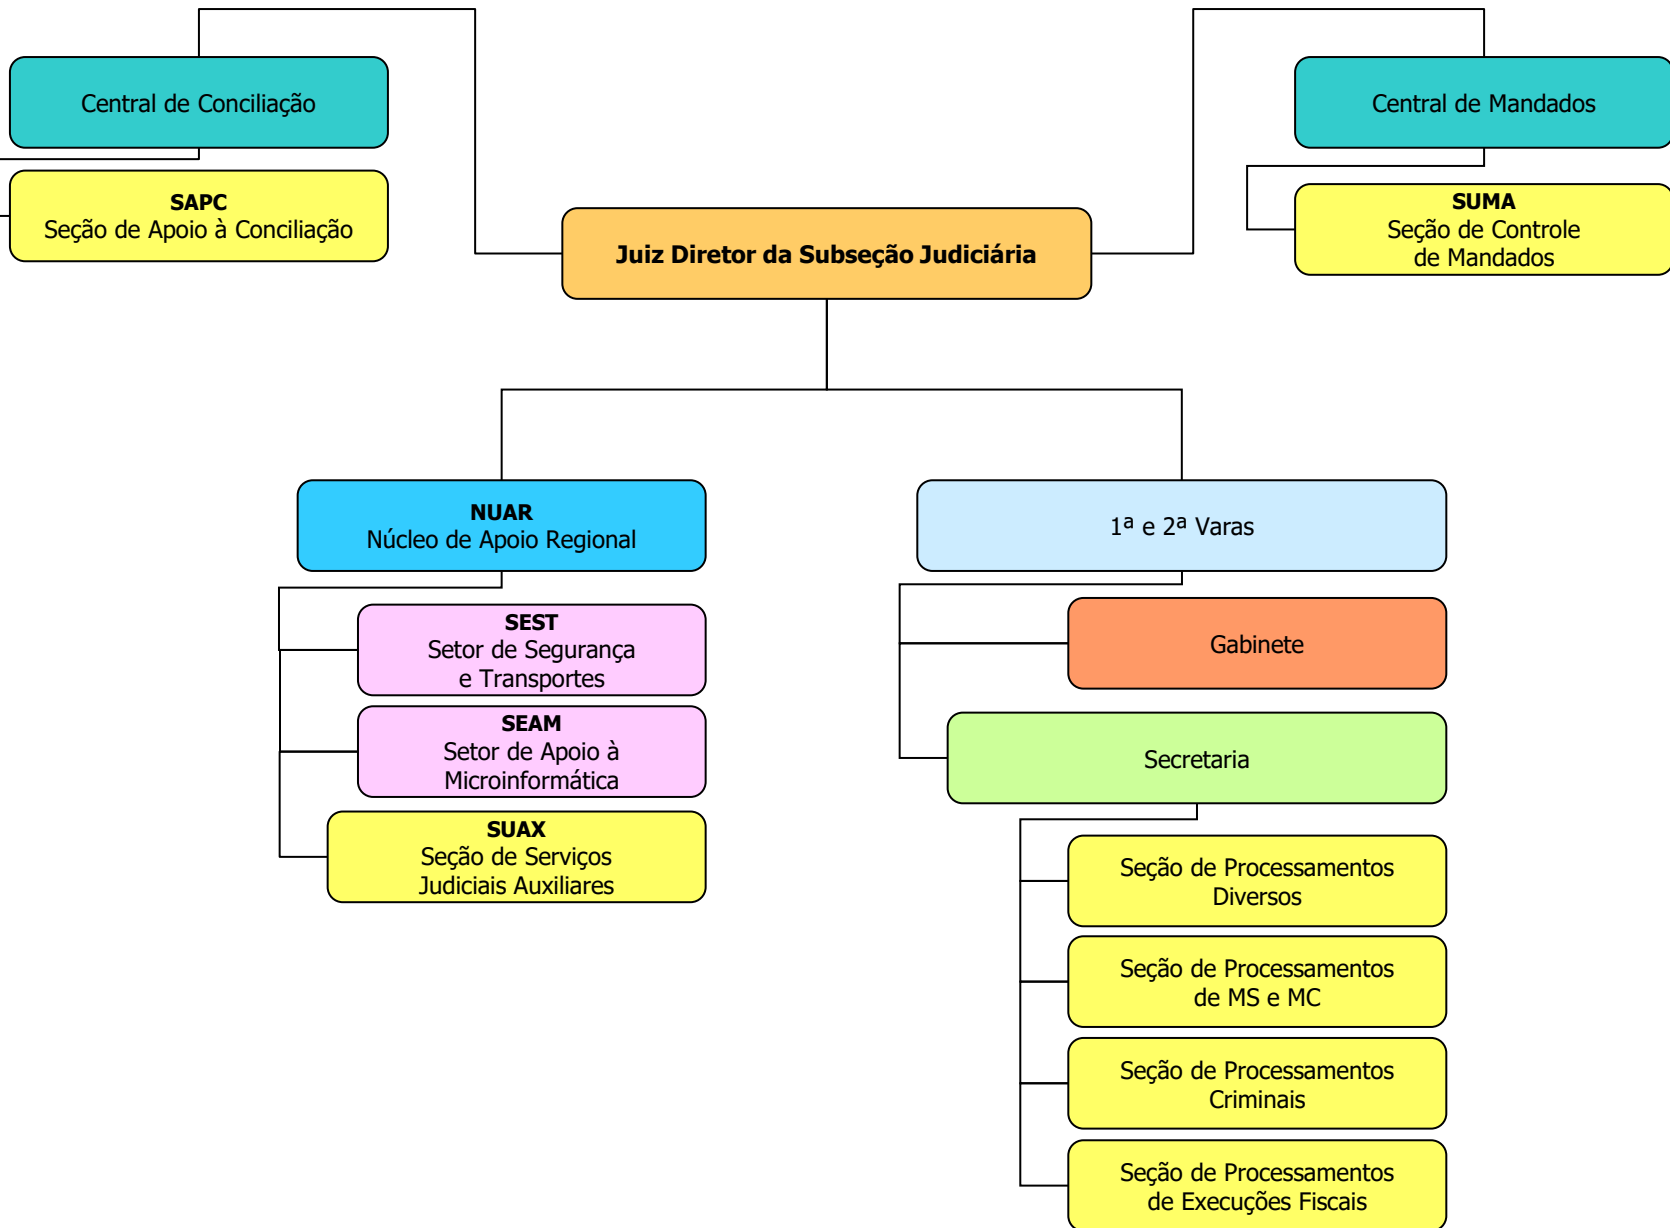 Central de Conciliação
SAPC
Seção de Apoio à Conciliação
Central de Mandados
SUMA
Seção de Controle
de Mandados
Juiz Diretor da Subseção Judiciária
NUAR
Núcleo de Apoio Regional
SEST
Setor de Segurança
e Transportes
SEAM
Setor de Apoio à
Microinformática
SUAX
Seção de Serviços
Judiciais Auxiliares
1ª e 2ª Varas
Gabinete
Secretaria
Seção de Processamentos
Diversos
Seção de Processamentos
de MS e MC
Seção de Processamentos
Criminais
Seção de Processamentos
de Execuções Fiscais